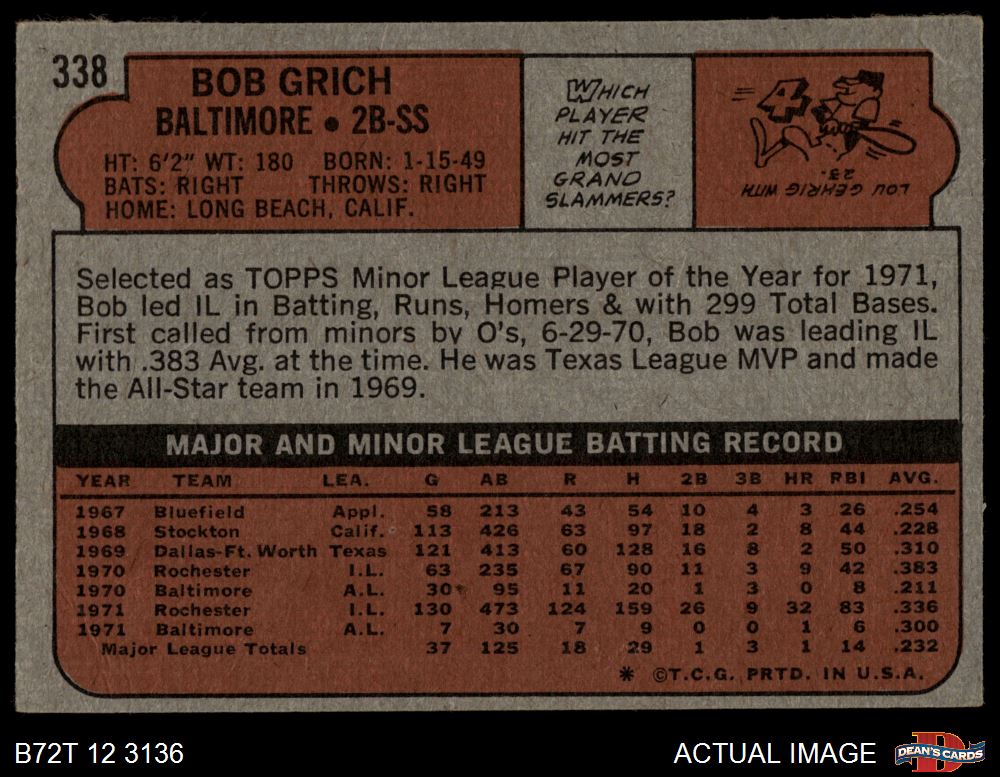 338
BOB GRICH
BALTIMORE • 2B-SS
HT: 6'2" WT: 180 BORN: 1-15-49
BATS: RIGHT THROWS: RIGHT
HOME: LONG BEACH, CALIF.
WHICH
PLAYER
HIT THE
MOST
GRAND
SLAMMERS?
4
LOU GEHRIG WITH
23.
Selected as TOPPS Minor League Player of the Year for 1971,
Bob led IL in Batting, Runs, Homers & with 299 Total Bases.
First called from minors by O's, 6-29-70, Bob was leading IL
with .383 Avg. at the time. He was Texas League MVP and made
the All-Star team in 1969.
MAJOR AND MINOR LEAGUE BATTING RECORD
YEAR TEAM LEA. G AB R H 2B 3B HR RBI AVG.
1967 Bluefield Appl. 58 213 43 54 10 4 3 26 .254
1968 Stockton Calif. 113 426 63 97 18 2 8 44 .228
1969 Dallas-Ft. Worth Texas 121 413 60 128 16 8 2 50 .310
1970 Rochester I.L. 63 235 67 90 11 3 9 42 .383
1970 Baltimore A.L. 30 95 11 20 1 3 0 8 .211
1971 Rochester I.L. 130 473 124 159 26 9 32 83 .336
1971 Baltimore A.L. 7 30 7 9 0 0 1 6 .300
Major League Totals 37 125 18 29 1 3 1 14 .232
* ©T.C.G. PRTD. IN U.S.A.
B72T 12 3136
ACTUAL IMAGE
DEAN'S CARDS